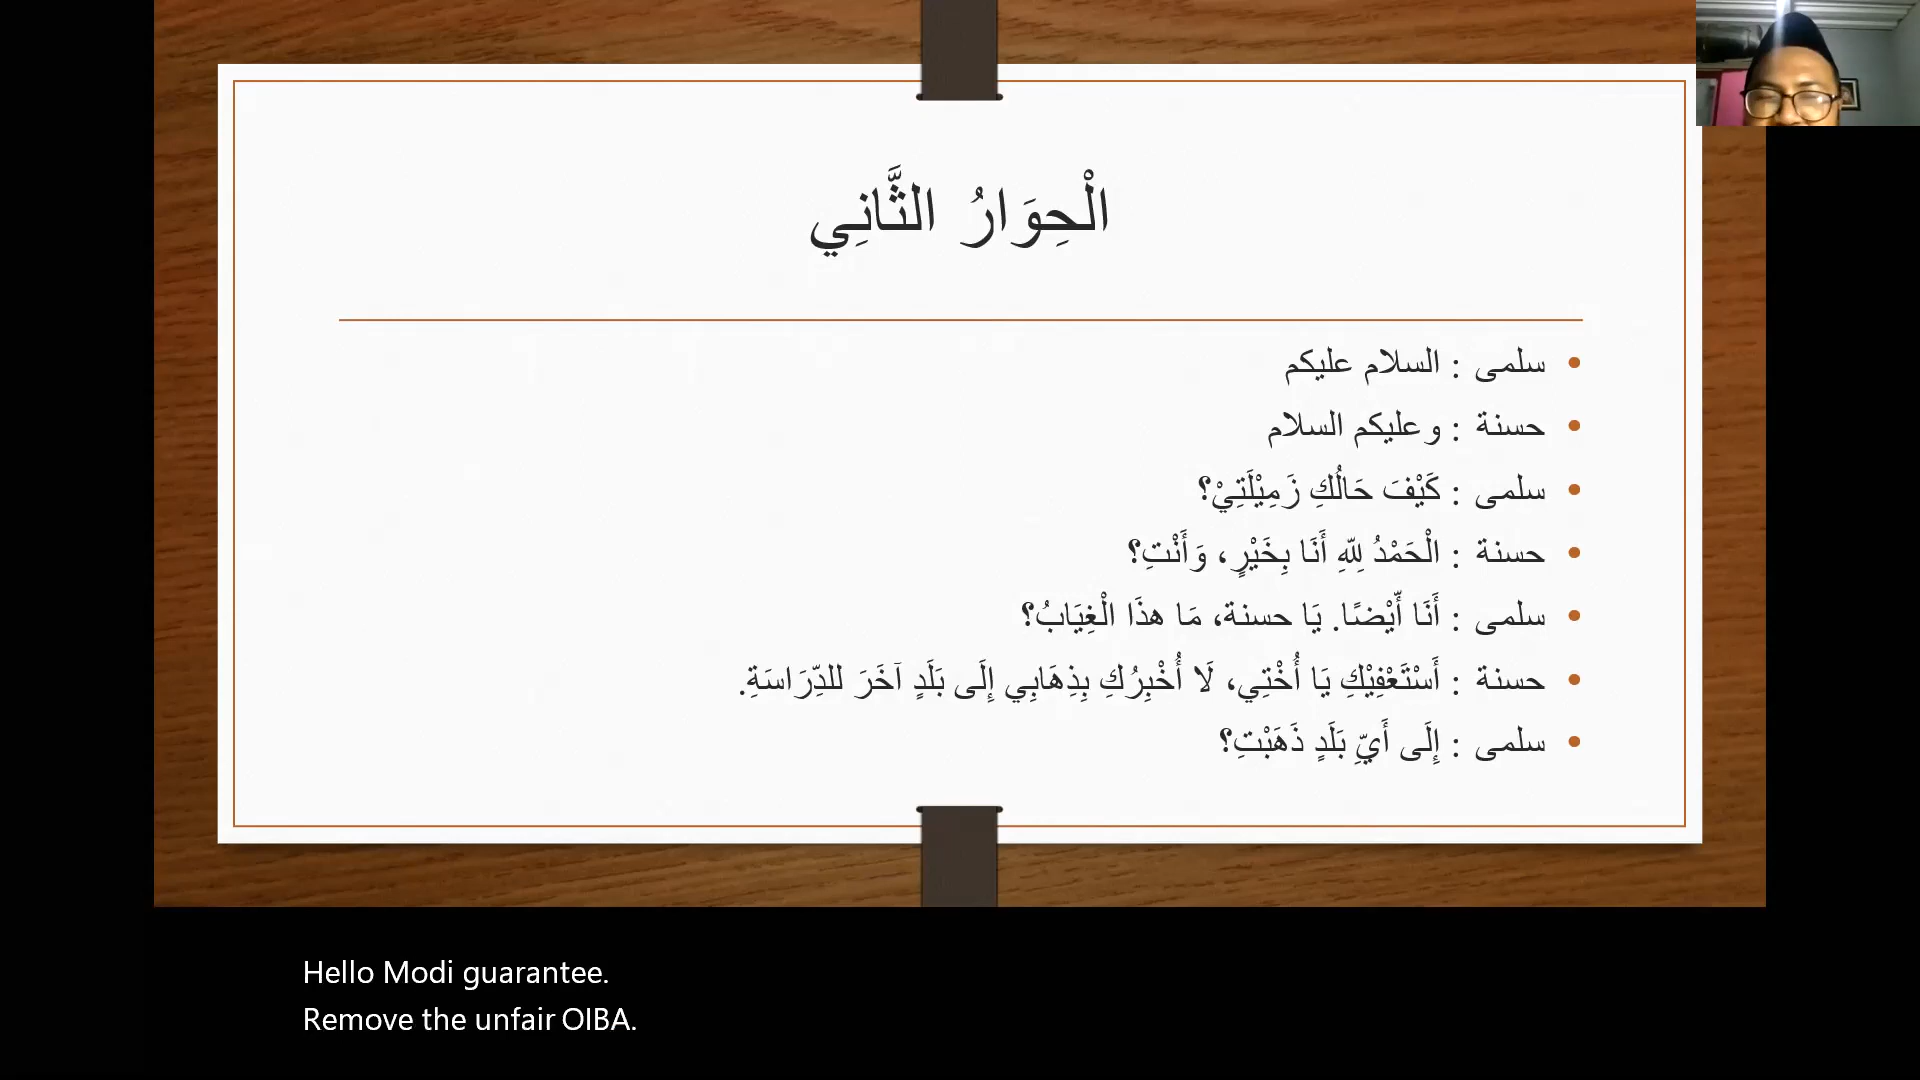 الْحِوَارُ الثَّانِي
• سلمى : السلام عليكم
• حسنة : وعليكم السلام
• سلمى : كَيْفَ حَالُكِ زَمِيْلَتِيْ؟
• حسنة : الْحَمْدُ لِلّهِ أَنَا بِخَيْرٍ، وَأَنْتِ؟
• سلمى : أَنَا أَيْضًا. يَا حسنة، مَا هذَا الْغِيَابُ؟
• حسنة : أَسْتَعْفِيْكِ يَا أُخْتِي، لَا أُخْبِرُكِ بِذِهَابِي إِلَى بَلَدٍ آخَرَ للدِّرَاسَةِ.
• سلمى : إِلَى أَيِّ بَلَدٍ ذَهَبْتِ؟
Hello Modi guarantee.
Remove the unfair OIBA.